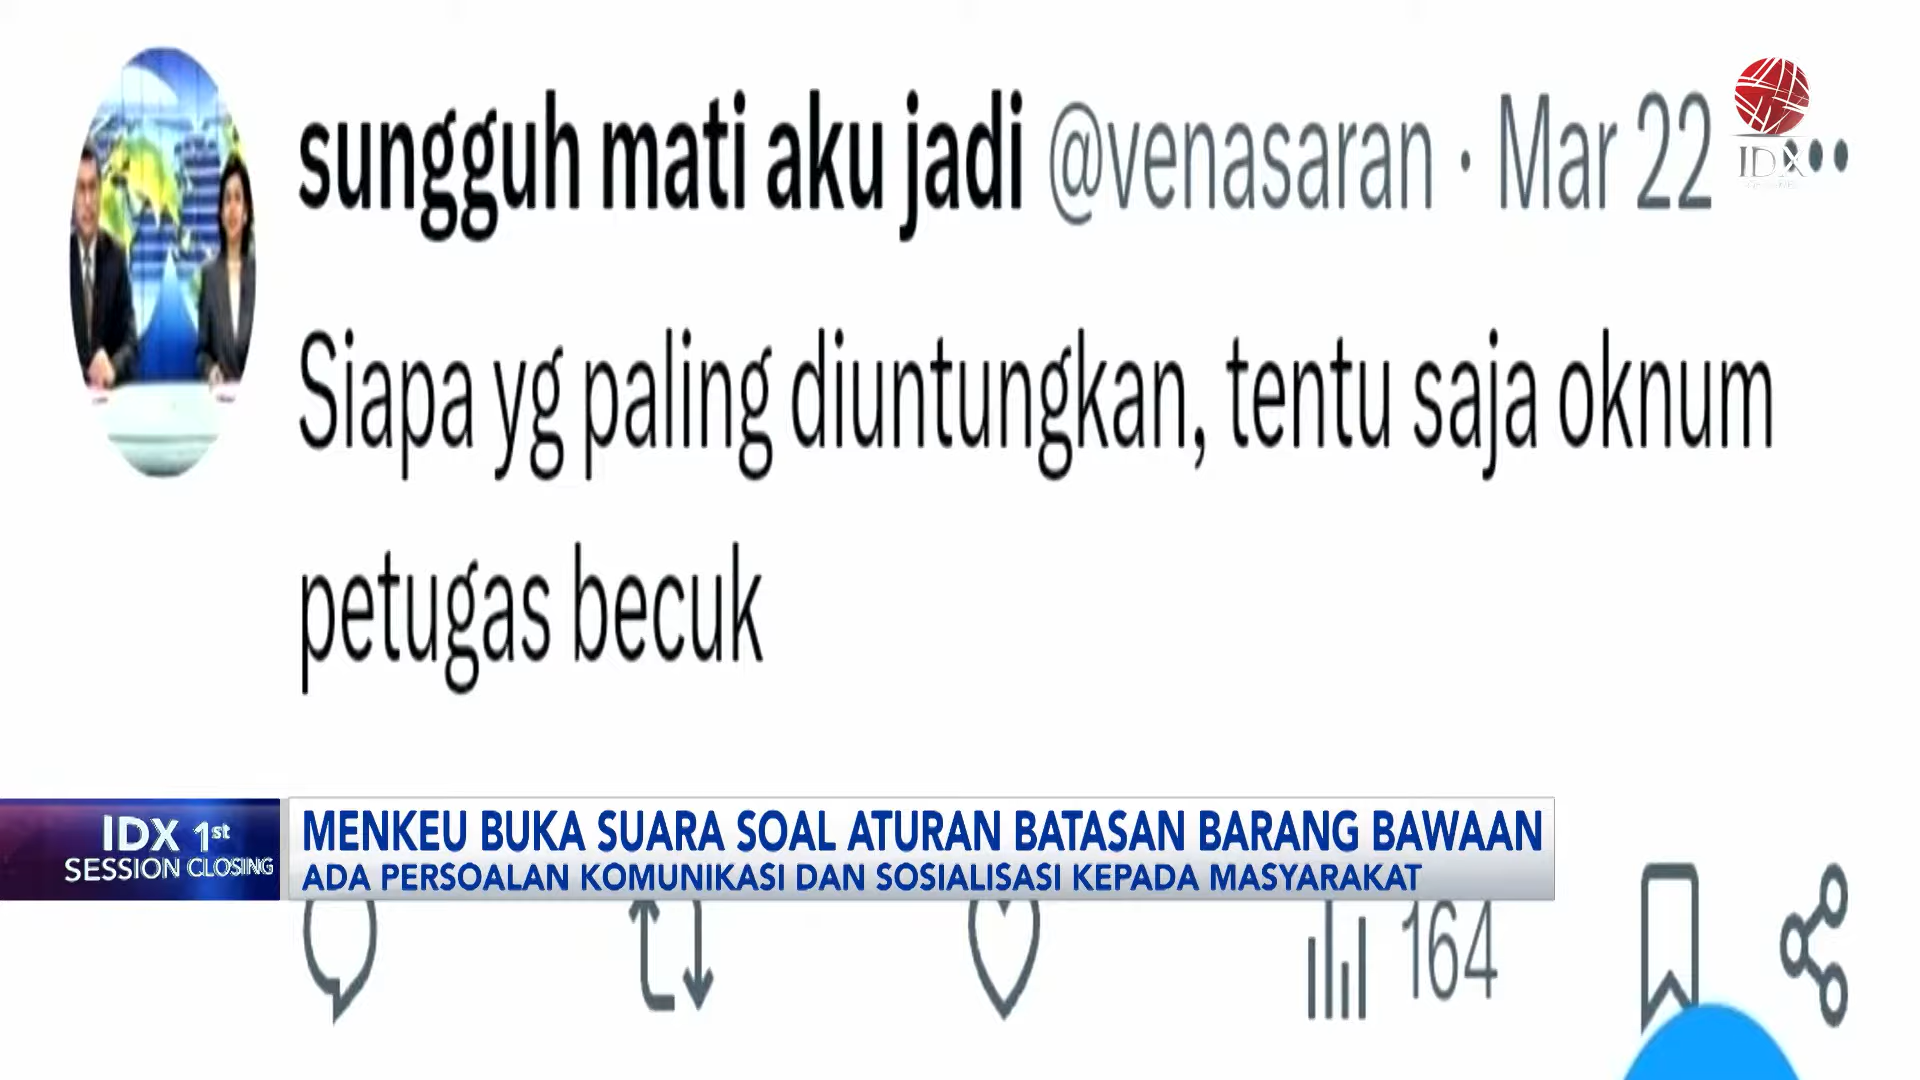 sungguh mati aku jadi @venasaran · Mar 22
IDX
Siapa yg paling diuntungkan, tentu saja oknum
petugas becuk
IDX 1st
SESSION CLOSING
MENKEU BUKA SUARA SOAL ATURAN BATASAN BARANG BAWAAN
ADA PERSOALAN KOMUNIKASI DAN SOSIALISASI KEPADA MASYARAKAT
164